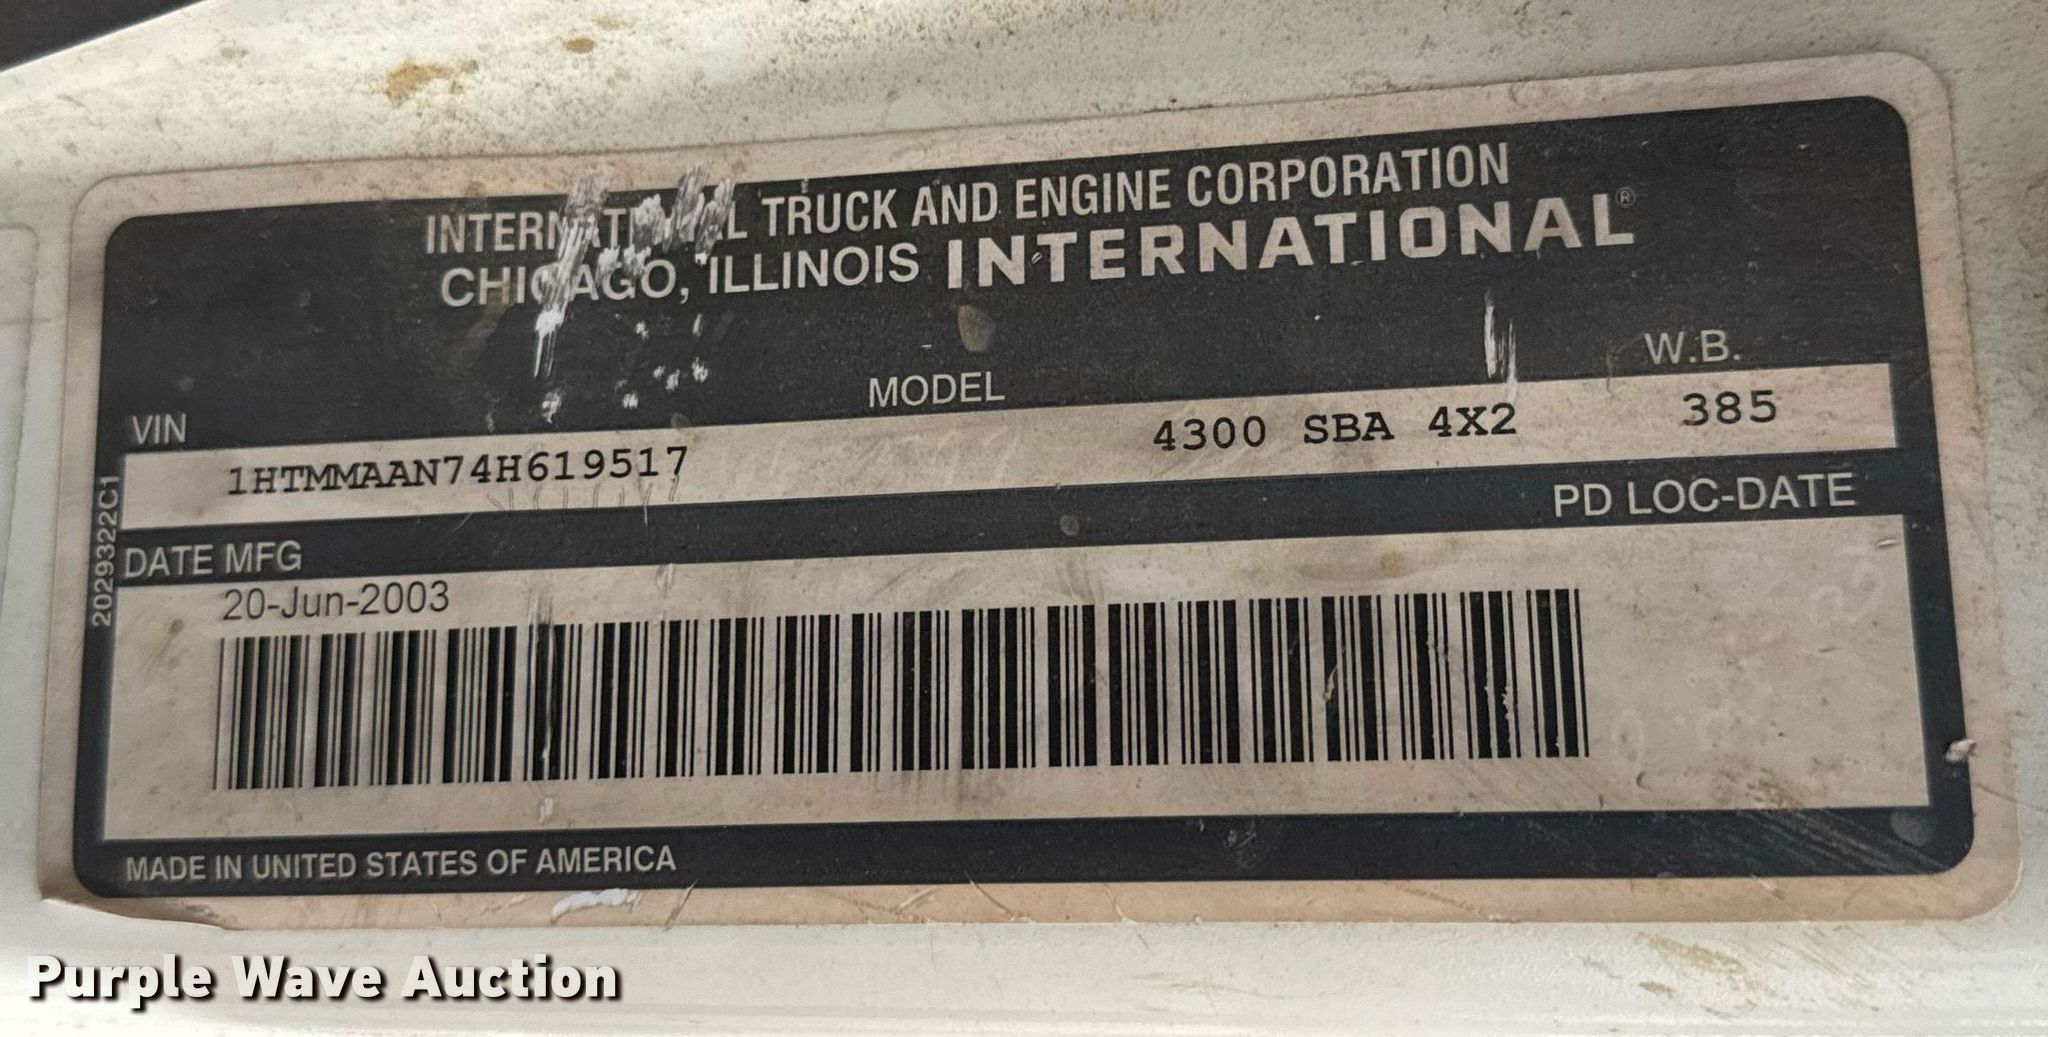 INTERNATIONAL TRUCK AND ENGINE CORPORATION
CHICAGO, ILLINOIS INTERNATIONAL®
VIN MODEL W.B.
1HTMMAAN74H619517 4300 SBA 4X2 385
DATE MFG PD LOC-DATE
20-Jun-2003
2029322C1
MADE IN UNITED STATES OF AMERICA
Purple Wave Auction